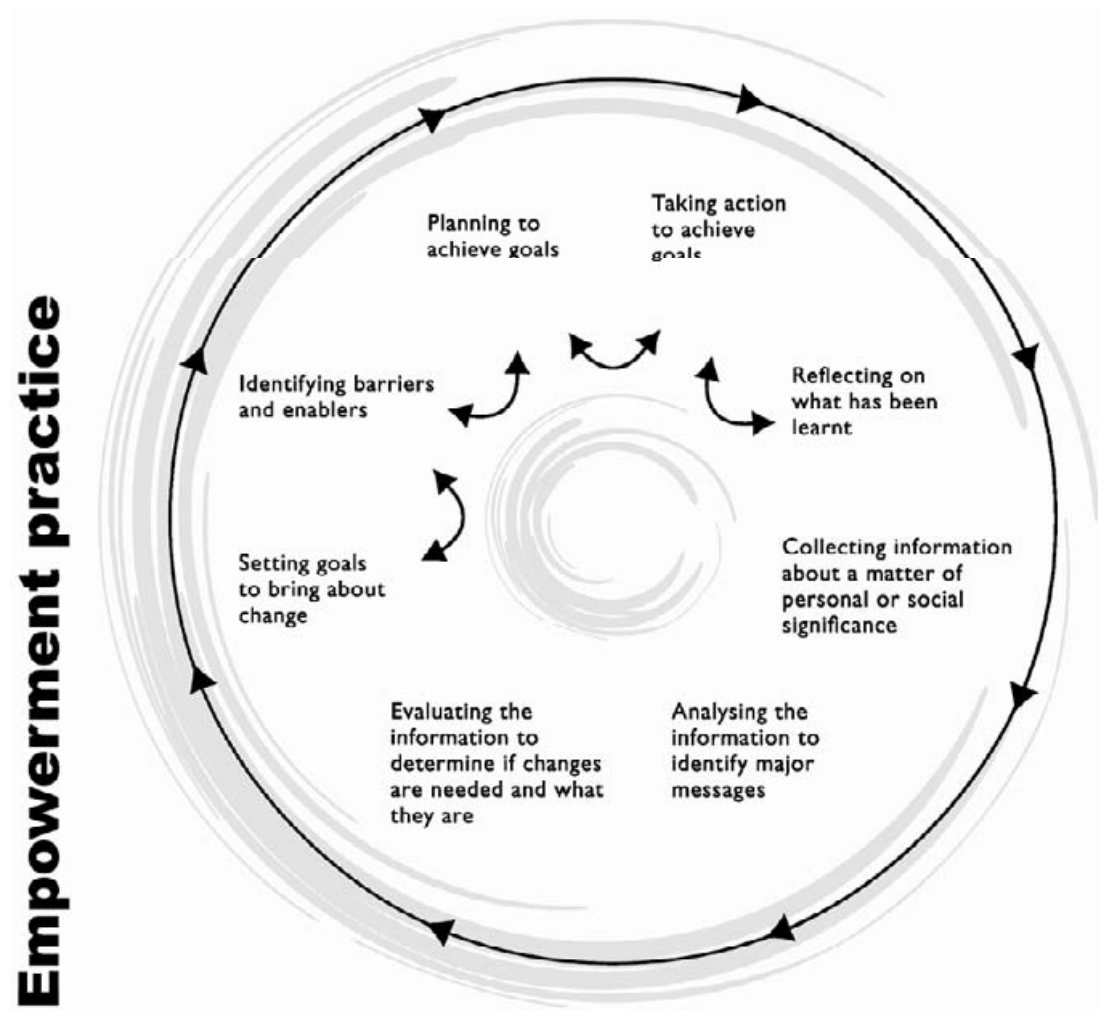 Empowerment practice
Planning to
achieve goals
Taking action
to achieve
goals
Identifying barriers
and enablers
Reflecting on
what has been
learnt
Setting goals
to bring about
change
Collecting information
about a matter of
personal or social
significance
Evaluating the
information to
determine if changes
are needed and what
they are
Analysing the
information to
identify major
messages